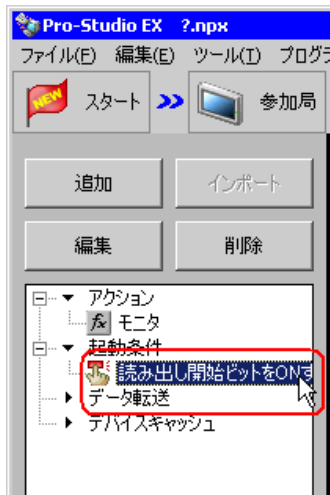 Pro-Studio EX ?.npx
ファイル(F) 編集(E) ツール(T) プログラ
NEW スタート 参加局
追加 インポート
編集 削除
アクション
fx モニタ
起動条件
読み出し開始ビットをONす
データ転送
デバイスキャッシュ